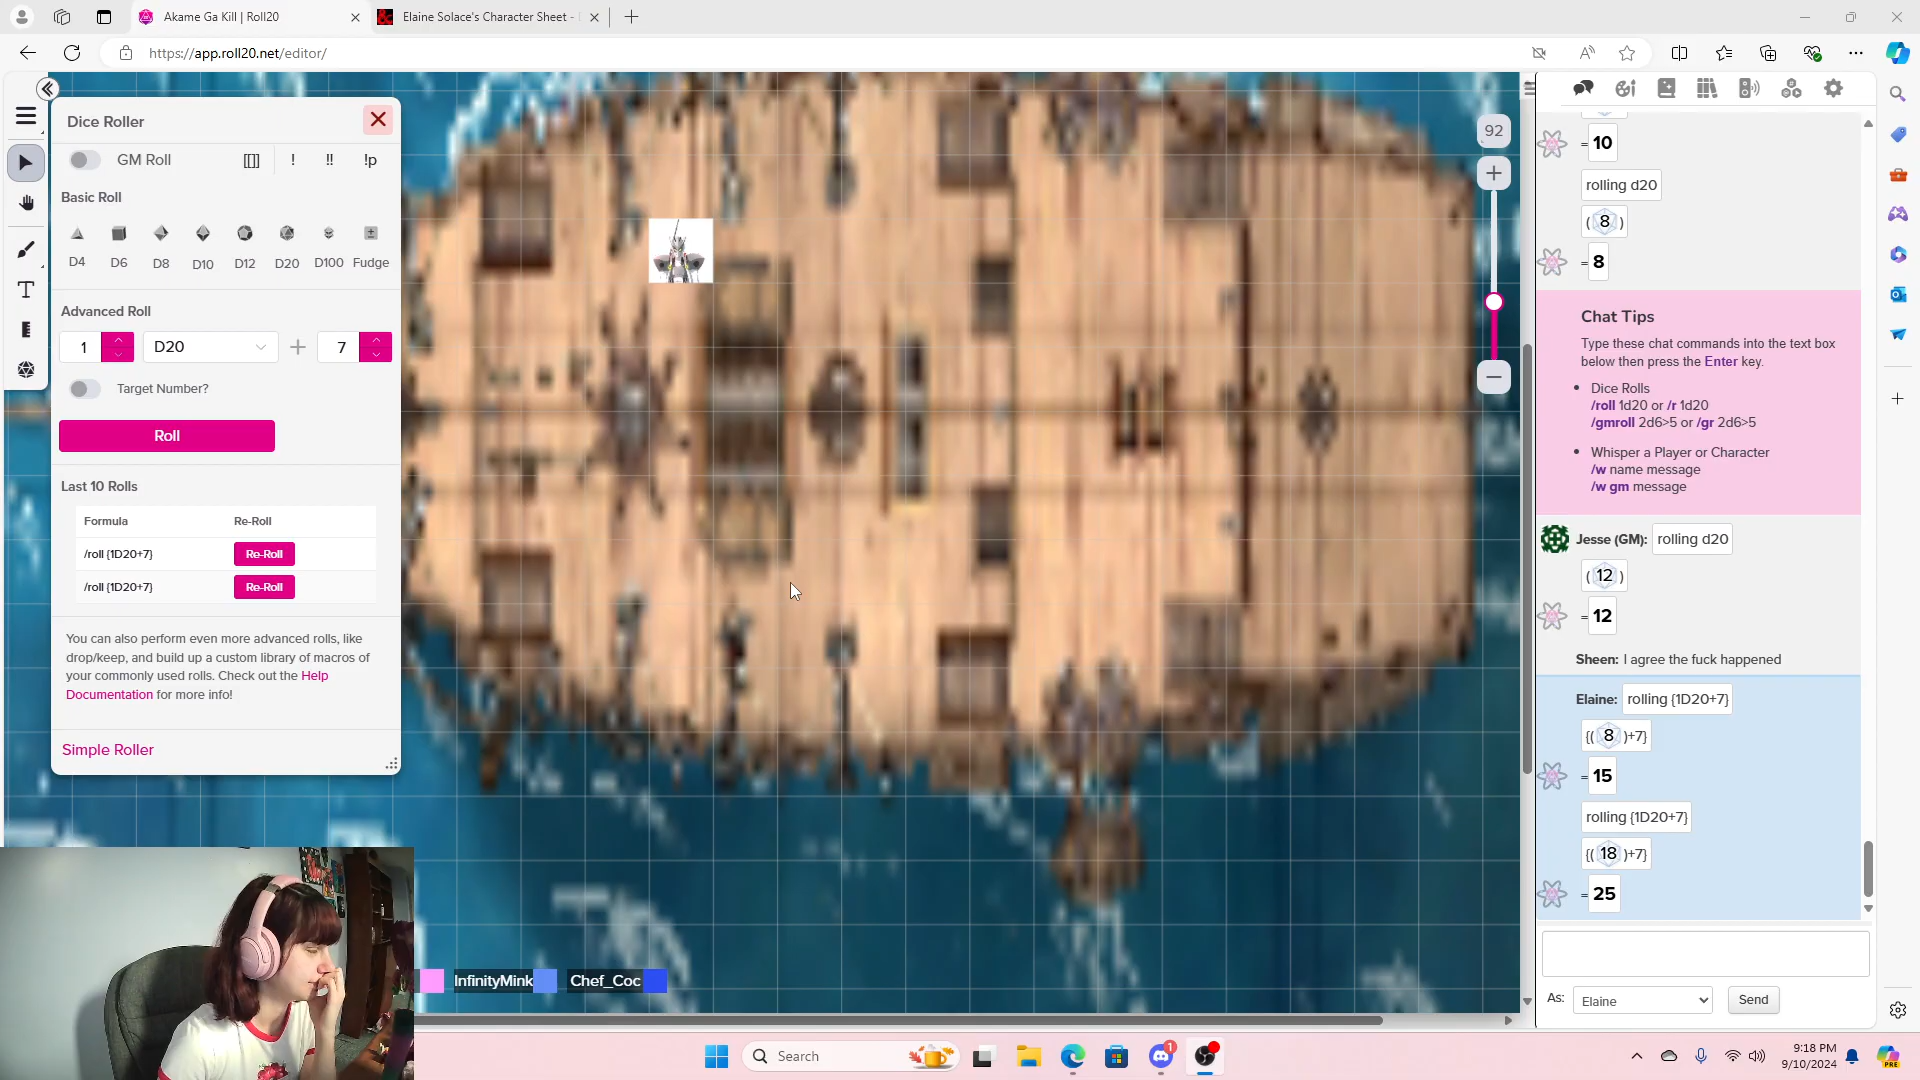 Akame Ga Kill | Roll20
Elaine Solace's Character Sheet -
https://app.roll20.net/editor/
Dice Roller
GM Roll [[]] ! !! !p
Basic Roll
D4 D6 D8 D10 D12 D20 D100 Fudge
Advanced Roll
1 D20 + 7
Target Number?
Roll
Last 10 Rolls
Formula Re-Roll
/roll {1D20+7} Re-Roll
/roll {1D20+7} Re-Roll
You can also perform even more advanced rolls, like
drop/keep, and build up a custom library of macros of
your commonly used rolls. Check out the Help
Documentation for more info!
Simple Roller
92
InfinityMink Chef_Coc
=10
rolling d20
(8)
=8
Chat Tips
Type these chat commands into the text box
below then press the Enter key.
• Dice Rolls
/roll 1d20 or /r 1d20
/gmroll 2d6>5 or /gr 2d6>5
• Whisper a Player or Character
/w name message
/w gm message
Jesse (GM): rolling d20
(12)
=12
Sheen: I agree the fuck happened
Elaine: rolling {1D20+7}
{(8)+7}
=15
rolling {1D20+7}
{(18)+7}
=25
As: Elaine Send
Search
1
9:18 PM
9/10/2024
PRE